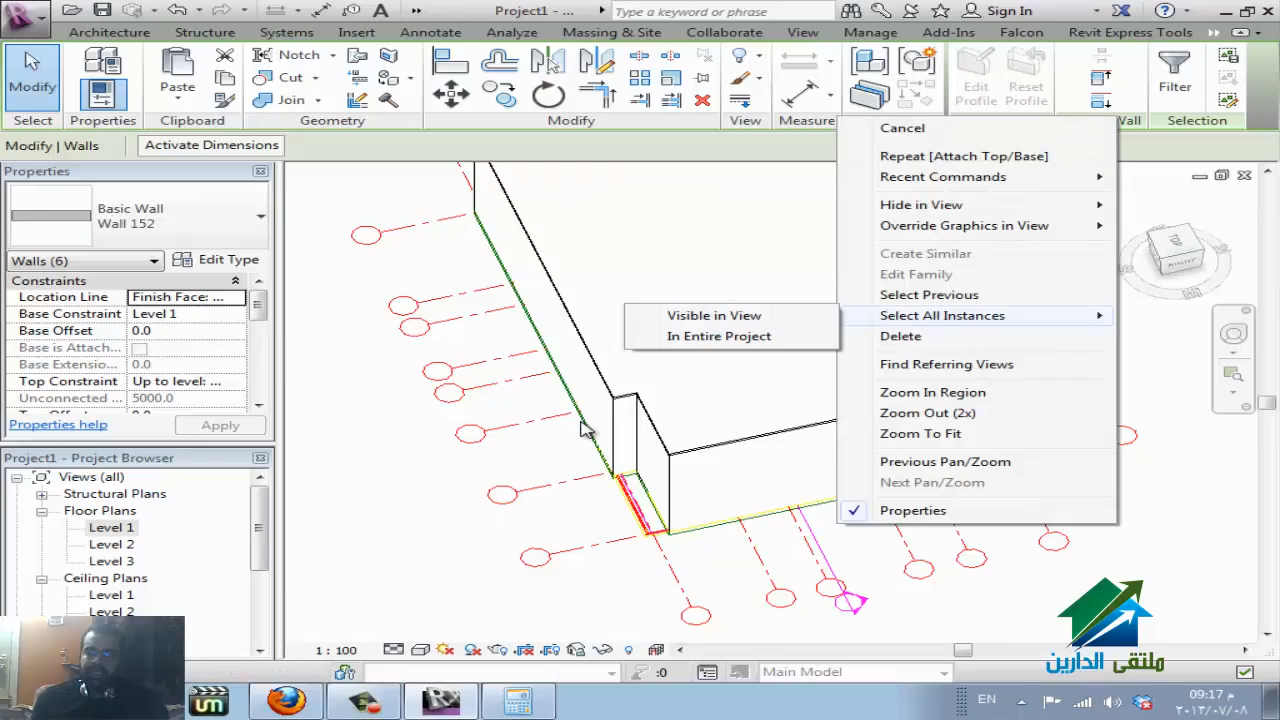 Project1 - ...
Type a keyword or phrase
Sign In
Architecture Structure Systems Insert Annotate Analyze Massing & Site Collaborate View Manage Add-Ins Falcon Revit Express Tools
Modify
Paste
Notch
Cut
Join
Edit Profile
Reset Profile
Filter
Select Properties Clipboard Geometry Modify View Measure Wall Selection
Modify | Walls
Activate Dimensions
Properties
Basic Wall
Wall 152
Walls (6)
Edit Type
Constraints
Location Line Finish Face: ...
Base Constraint Level 1
Base Offset 0.0
Base is Attach...
Base Extensio... 0.0
Top Constraint Up to level: ...
Unconnected ... 5000.0
Properties help
Apply
Project1 - Project Browser
Views (all)
Structural Plans
Floor Plans
Level 1
Level 2
Level 3
Ceiling Plans
Level 1
Level 2
Cancel
Repeat [Attach Top/Base]
Recent Commands
Hide in View
Override Graphics in View
Create Similar
Edit Family
Select Previous
Select All Instances
Delete
Find Referring Views
Zoom In Region
Zoom Out (2x)
Zoom To Fit
Previous Pan/Zoom
Next Pan/Zoom
Properties
Visible in View
In Entire Project
TOP
RIGHT
ملتقى الدارين
1 : 100
:0
Main Model
um
EN
09:17 م
٢٠١٣/٠٧/٠٨